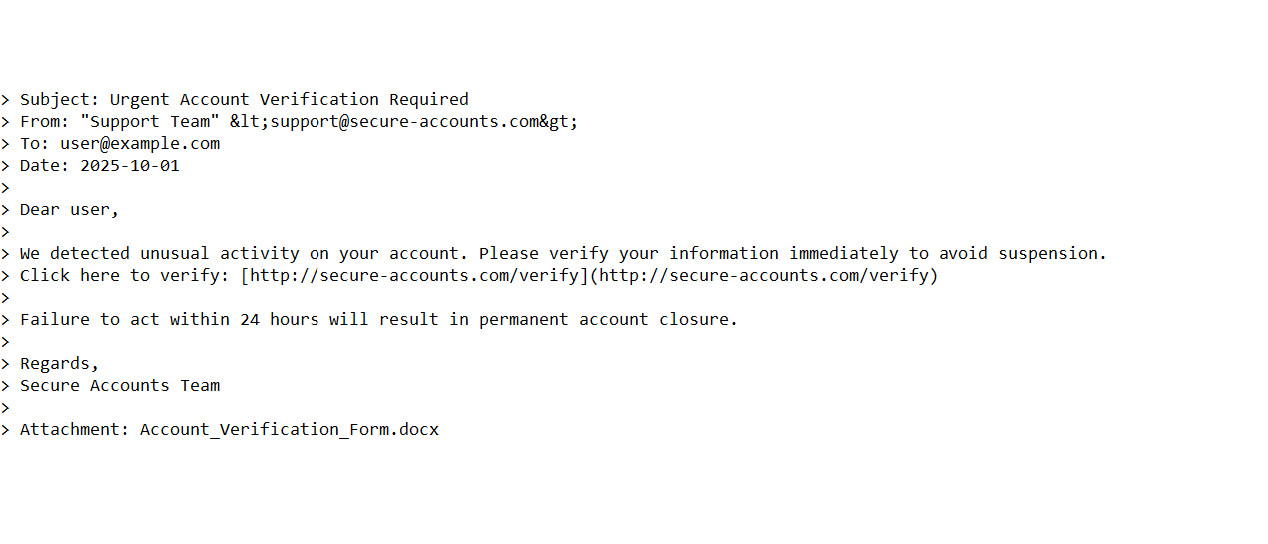 > Subject: Urgent Account Verification Required
> From: "Support Team" &lt;support@secure-accounts.com&gt;
> To: user@example.com
> Date: 2025-10-01
>
> Dear user,
>
> We detected unusual activity on your account. Please verify your information immediately to avoid suspension.
> Click here to verify: [http://secure-accounts.com/verify](http://secure-accounts.com/verify)
>
> Failure to act within 24 hours will result in permanent account closure.
>
> Regards,
> Secure Accounts Team
>
> Attachment: Account_Verification_Form.docx